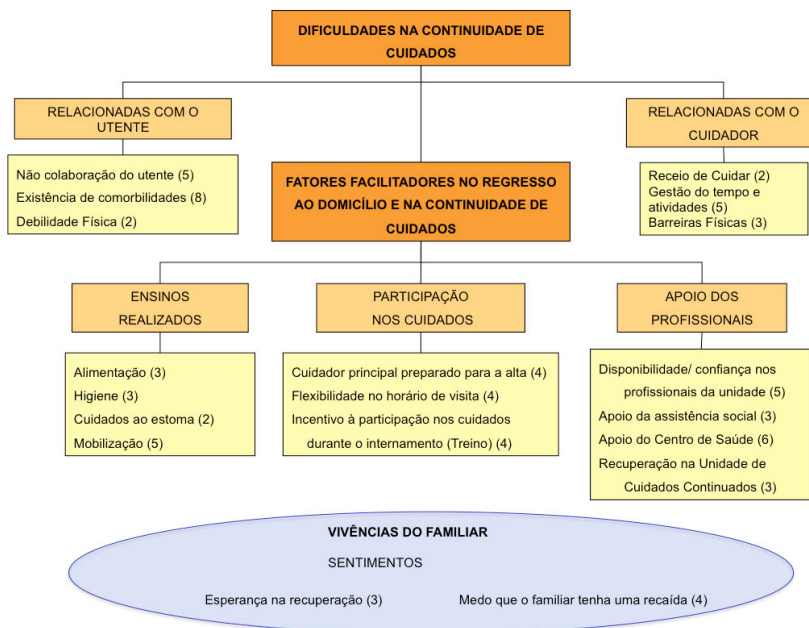 DIFICULDADES NA CONTINUIDADE DE
CUIDADOS
RELACIONADAS COM O
UTENTE
Não colaboração do utente (5)
Existência de comorbilidades (8)
Debilidade Física (2)
RELACIONADAS COM O
CUIDADOR
Receio de Cuidar (2)
Gestão do tempo e
atividades (5)
Barreiras Físicas (3)
FATORES FACILITADORES NO REGRESSO
AO DOMICÍLIO E NA CONTINUIDADE DE
CUIDADOS
ENSINOS
REALIZADOS
Alimentação (3)
Higiene (3)
Cuidados ao estoma (2)
Mobilização (5)
PARTICIPAÇÃO
NOS CUIDADOS
Cuidador principal preparado para a alta (4)
Flexibilidade no horário de visita (4)
Incentivo à participação nos cuidados
durante o internamento (Treino) (4)
APOIO DOS
PROFISSIONAIS
Disponibilidade/ confiança nos
profissionais da unidade (5)
Apoio da assistência social (3)
Apoio do Centro de Saúde (6)
Recuperação na Unidade de
Cuidados Continuados (3)
VIVÊNCIAS DO FAMILIAR
SENTIMENTOS
Esperança na recuperação (3)
Medo que o familiar tenha uma recaída (4)